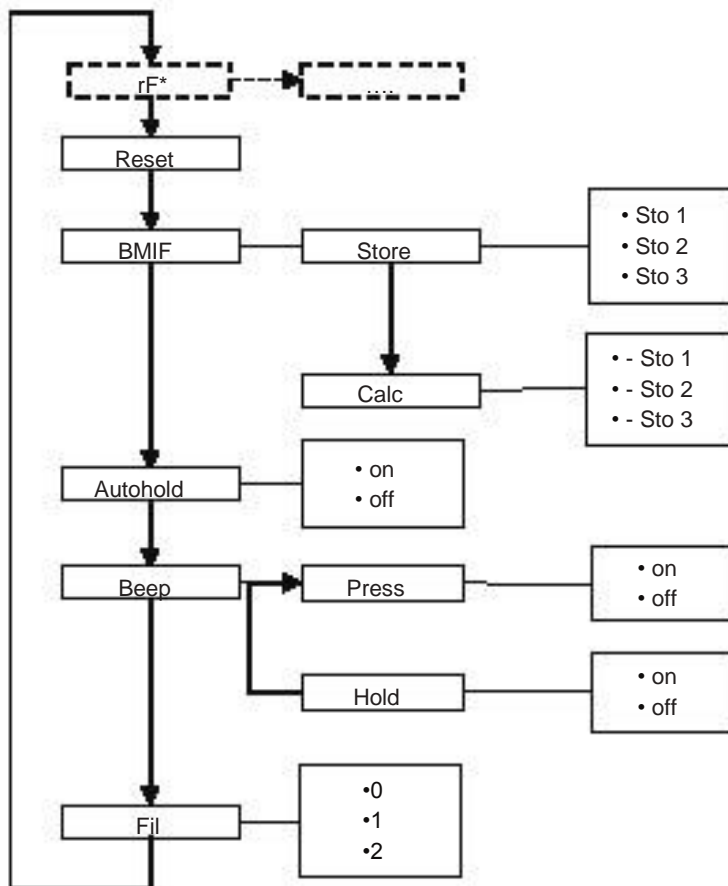 rF*
....
Reset
BMIF
Store
• Sto 1
• Sto 2
• Sto 3
Calc
• - Sto 1
• - Sto 2
• - Sto 3
Autohold
• on
• off
Beep
Press
• on
• off
Hold
• on
• off
Fil
•0
•1
•2